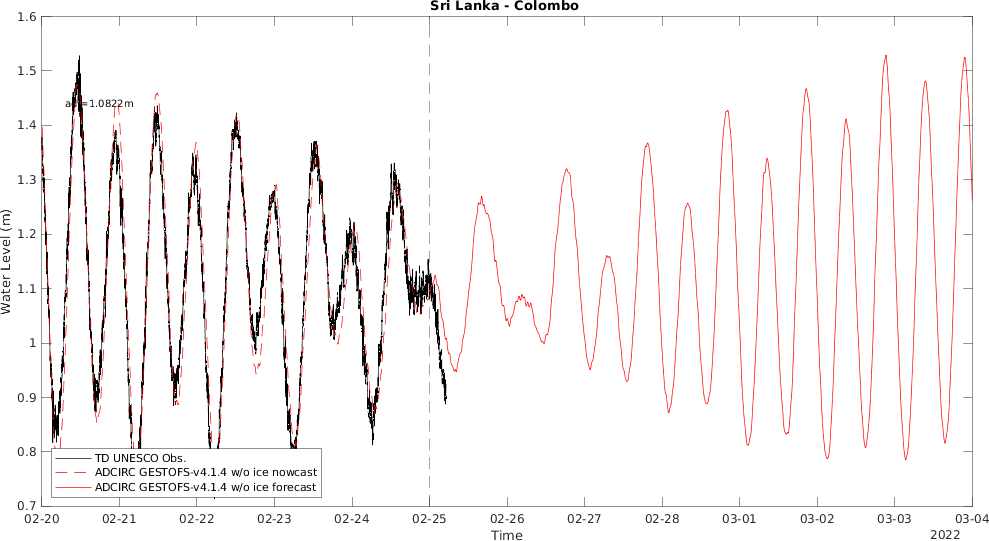 Sri Lanka - Colombo
1.6
1.5
1.4
1.3
1.2
1.1
1
0.9
0.8
0.7
Water Level (m)
=1.0822m
TD UNESCO Obs.
ADCIRC GESTOFS-v4.1.4 w/o ice nowcast
ADCIRC GESTOFS-v4.1.4 w/o ice forecast
02-20 02-21 02-22 02-23 02-24 02-25 02-26 02-27 02-28 03-01 03-02 03-03 03-04
Time
2022